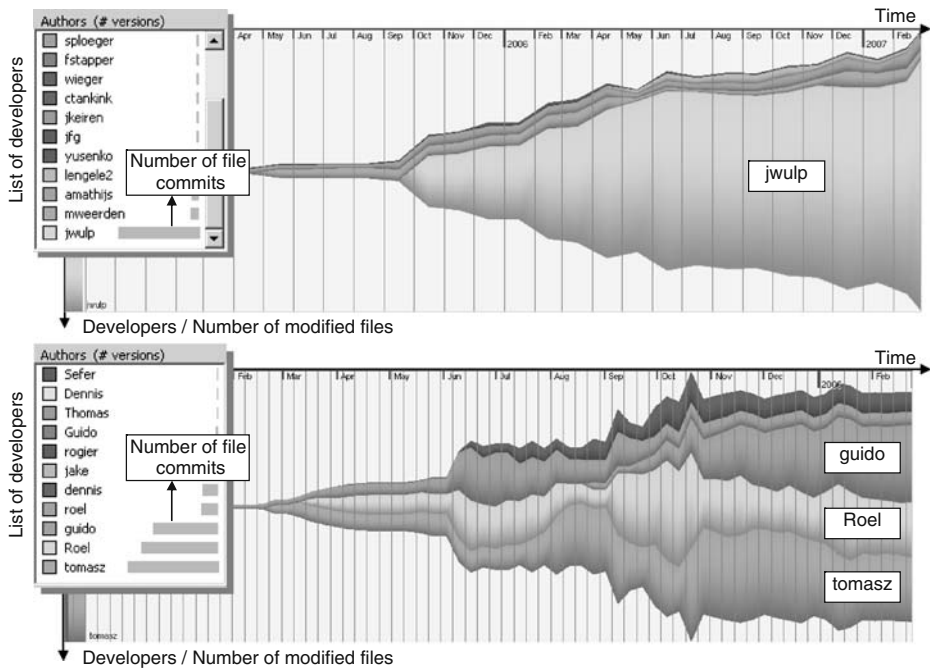 Authors (# versions)
Time
sploeger
fstapper
wieger
ctankink
jkeiren
jfg
yusenko
lengele2
amathijs
mweerden
jwulp
List of developers
Number of file
commits
Apr May Jun Jul Aug Sep Oct Nov Dec 2006 Feb Mar Apr May Jun Jul Aug Sep Oct Nov Dec 2007 Feb
jwulp
jwulp
Developers / Number of modified files
Authors (# versions)
Time
Sefer
Dennis
Thomas
Guido
rogier
jake
dennis
roel
guido
Roel
tomasz
List of developers
Number of file
commits
Feb Mar Apr May Jun Jul Aug Sep Oct Nov Dec 2006 Feb
guido
Roel
tomasz
tomasz
Developers / Number of modified files